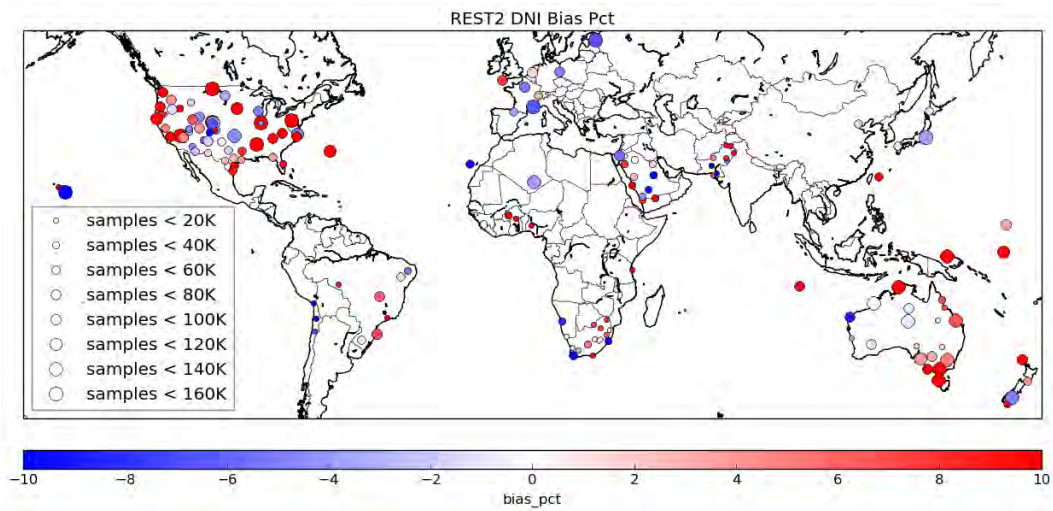 REST2 DNI Bias Pct
samples < 20K
samples < 40K
samples < 60K
samples < 80K
samples < 100K
samples < 120K
samples < 140K
samples < 160K
−10 −8 −6 −4 −2 0 2 4 6 8 10
bias_pct